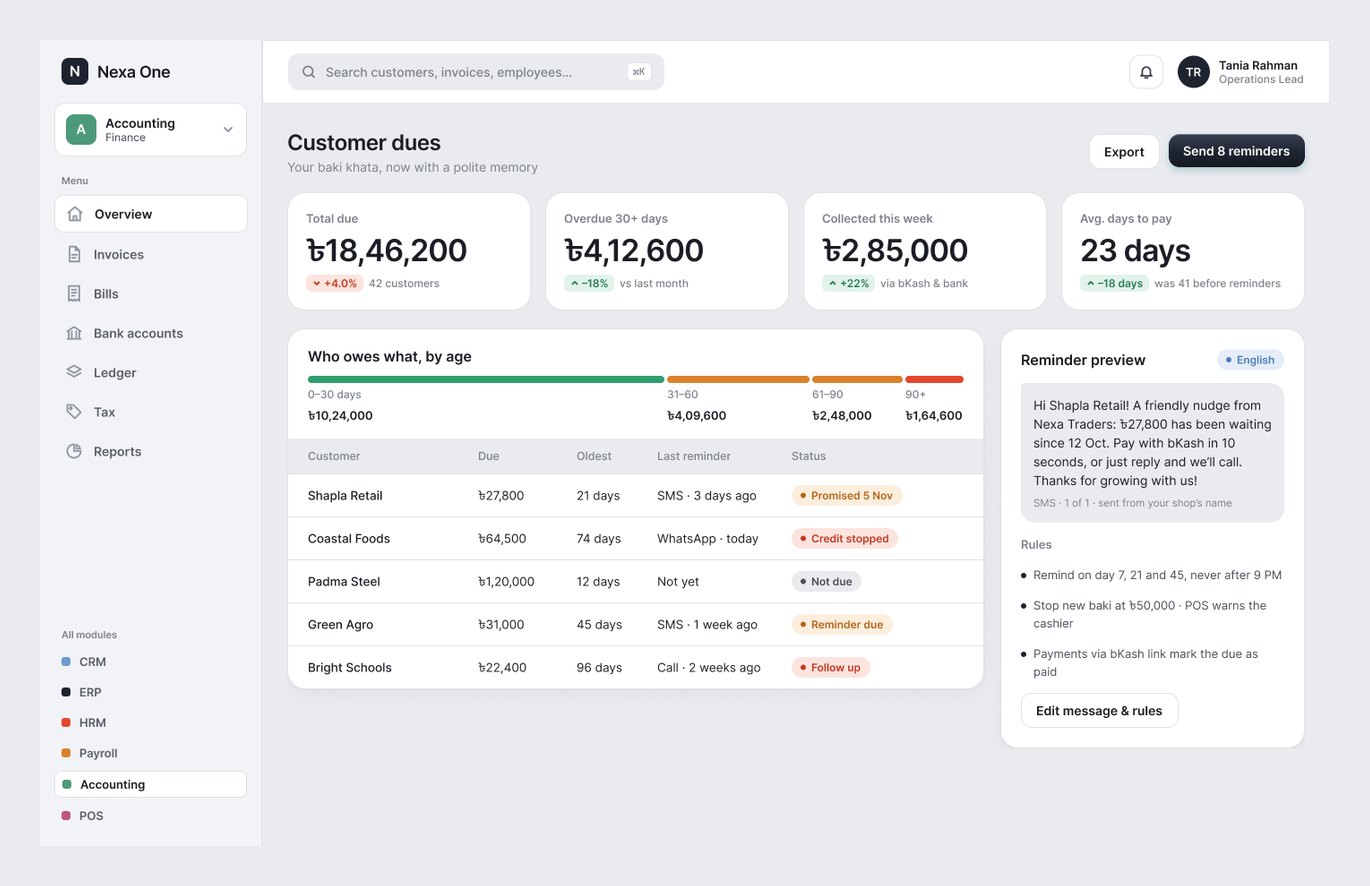 N Nexa One
Search customers, invoices, employees... ⌘K
TR Tania Rahman
Operations Lead
A Accounting
Finance
Menu
Overview
Invoices
Bills
Bank accounts
Ledger
Tax
Reports
All modules
CRM
ERP
HRM
Payroll
Accounting
POS
Customer dues
Your baki khata, now with a polite memory
Export
Send 8 reminders
Total due
৳18,46,200
+4.0% 42 customers
Overdue 30+ days
৳4,12,600
−18% vs last month
Collected this week
৳2,85,000
+22% via bKash & bank
Avg. days to pay
23 days
−18 days was 41 before reminders
Who owes what, by age
0–30 days 31–60 61–90 90+
৳10,24,000 ৳4,09,600 ৳2,48,000 ৳1,64,600
Customer Due Oldest Last reminder Status
Shapla Retail ৳27,800 21 days SMS · 3 days ago Promised 5 Nov
Coastal Foods ৳64,500 74 days WhatsApp · today Credit stopped
Padma Steel ৳1,20,000 12 days Not yet Not due
Green Agro ৳31,000 45 days SMS · 1 week ago Reminder due
Bright Schools ৳22,400 96 days Call · 2 weeks ago Follow up
Reminder preview English
Hi Shapla Retail! A friendly nudge from
Nexa Traders: ৳27,800 has been waiting
since 12 Oct. Pay with bKash in 10
seconds, or just reply and we’ll call.
Thanks for growing with us!
SMS · 1 of 1 · sent from your shop’s name
Rules
Remind on day 7, 21 and 45, never after 9 PM
Stop new baki at ৳50,000 · POS warns the
cashier
Payments via bKash link mark the due as
paid
Edit message & rules